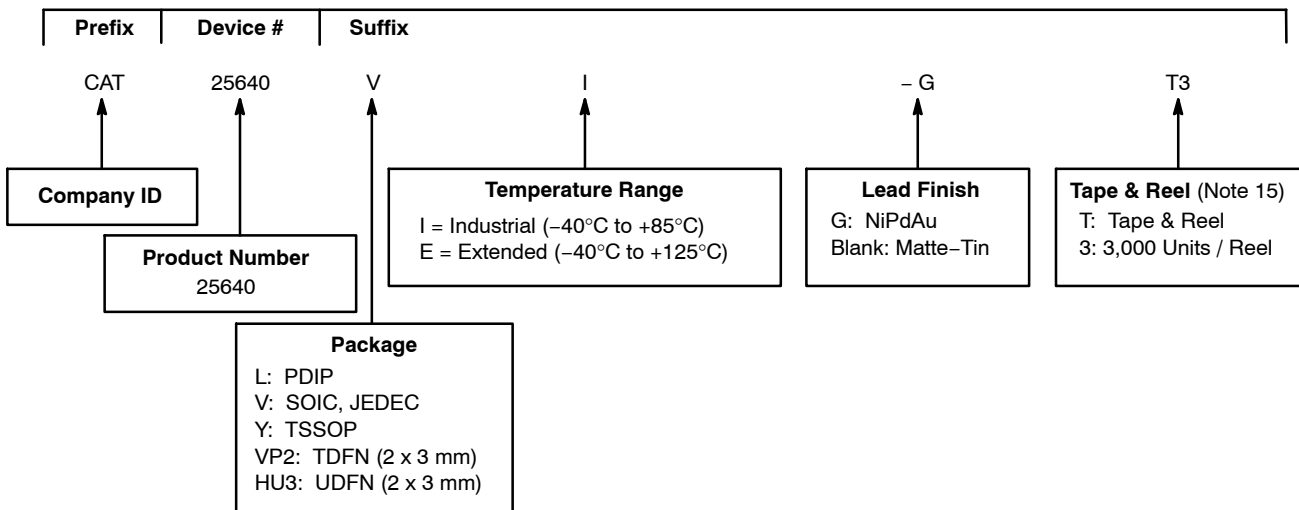 Prefix Device # Suffix
CAT 25640 V I – G T3
Company ID
Temperature Range
I = Industrial (−40°C to +85°C)
E = Extended (−40°C to +125°C)
Lead Finish
G: NiPdAu
Blank: Matte−Tin
Tape & Reel (Note 15)
T: Tape & Reel
3: 3,000 Units / Reel
Product Number
25640
Package
L: PDIP
V: SOIC, JEDEC
Y: TSSOP
VP2: TDFN (2 x 3 mm)
HU3: UDFN (2 x 3 mm)